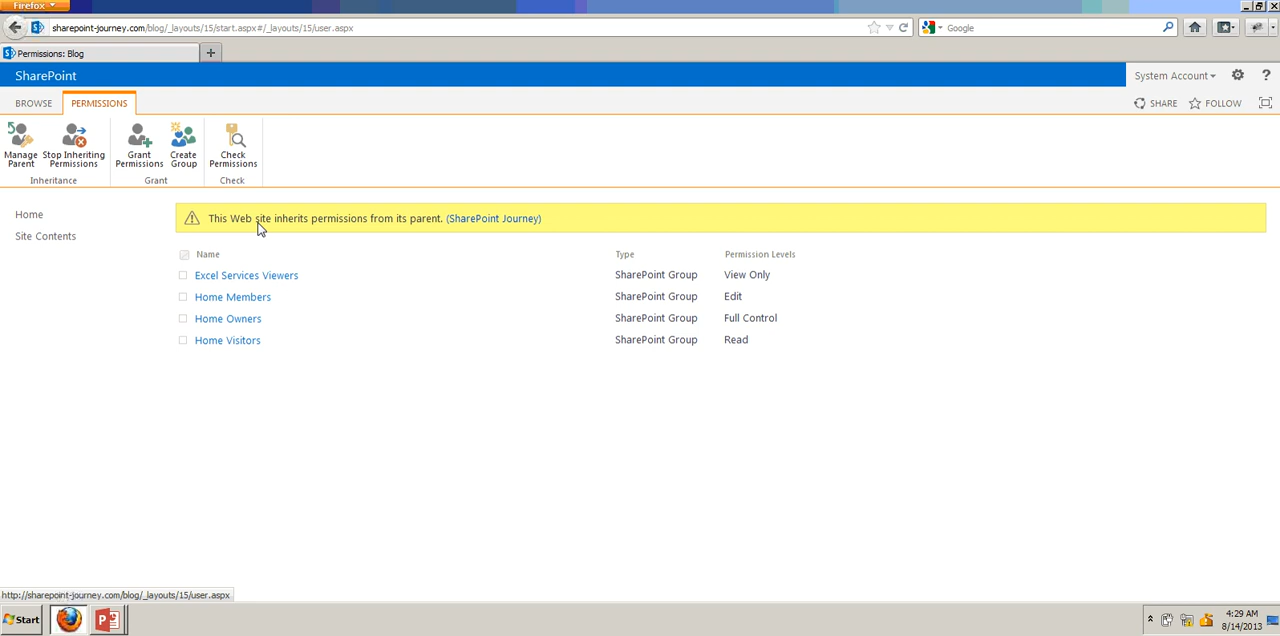 Firefox
sharepoint-journey.com/blog/_layouts/15/start.aspx#/_layouts/15/user.aspx
Google
Permissions: Blog
SharePoint
System Account
?
BROWSE
PERMISSIONS
SHARE
FOLLOW
Manage Parent
Stop Inheriting Permissions
Grant Permissions
Create Group
Check Permissions
Inheritance
Grant
Check
Home
Site Contents
This Web site inherits permissions from its parent. (SharePoint Journey)
Name Type Permission Levels
Excel Services Viewers SharePoint Group View Only
Home Members SharePoint Group Edit
Home Owners SharePoint Group Full Control
Home Visitors SharePoint Group Read
http://sharepoint-journey.com/blog/_layouts/15/user.aspx
Start
4:29 AM
8/14/2013